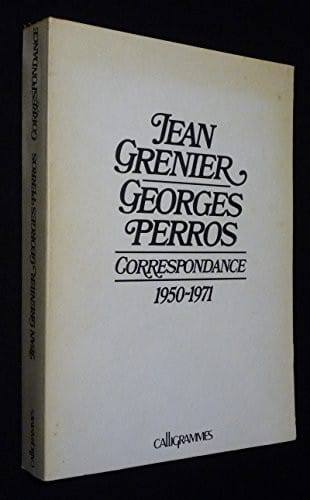 JEAN
GRENIER
GEORGES
PERROS
CORRESPONDANCE
1950-1971
CALLIGRAMMES
JEAN GRENIER GEORGES PERROS CORRESPONDANCE
CALLIGRAMMES